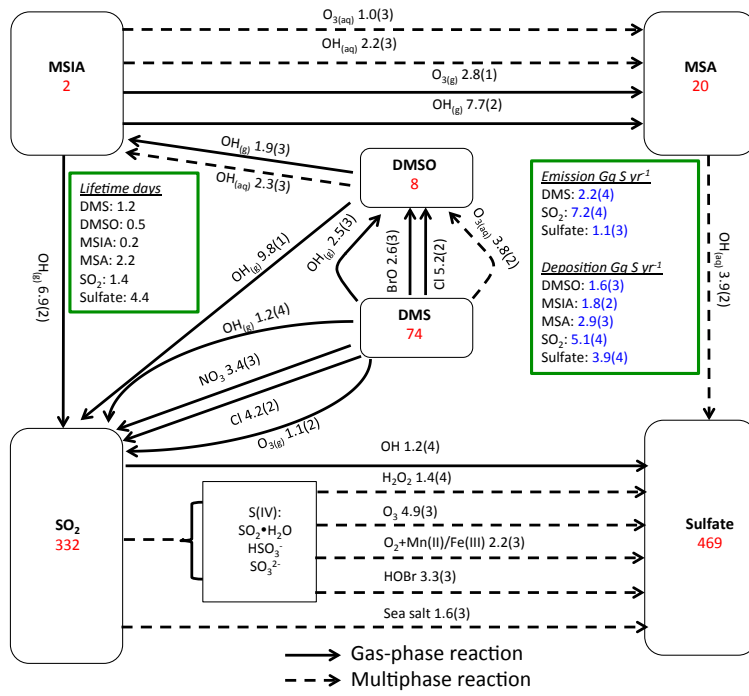 O₃₍aq₎ 1.0(3)
OH₍aq₎ 2.2(3)
O₃₍g₎ 2.8(1)
OH₍g₎ 7.7(2)
MSIA
2
MSA
20
OH₍g₎ 1.9(3)
OH₍aq₎ 2.3(3)
DMSO
8
Lifetime days
DMS: 1.2
DMSO: 0.5
MSIA: 0.2
MSA: 2.2
SO₂: 1.4
Sulfate: 4.4
Emission Gg S yr⁻¹
DMS: 2.2(4)
SO₂: 7.2(4)
Sulfate: 1.1(3)
Deposition Gg S yr⁻¹
DMSO: 1.6(3)
MSIA: 1.8(2)
MSA: 2.9(3)
SO₂: 5.1(4)
Sulfate: 3.9(4)
OH₍g₎ 6.9(2)
OH₍g₎ 9.8(1)
OH₍g₎ 2.5(3)
BrO 2.6(3)
Cl 5.2(2)
O₃₍aq₎ 3.8(2)
OH₍aq₎ 3.9(2)
DMS
74
OH₍g₎ 1.2(4)
NO₃ 3.4(3)
Cl 4.2(2)
O₃₍g₎ 1.1(2)
SO₂
332
OH 1.2(4)
H₂O₂ 1.4(4)
S(IV):
SO₂•H₂O
HSO₃⁻
SO₃²⁻
O₃ 4.9(3)
O₂+Mn(II)/Fe(III) 2.2(3)
HOBr 3.3(3)
Sea salt 1.6(3)
Sulfate
469
Gas-phase reaction
Multiphase reaction